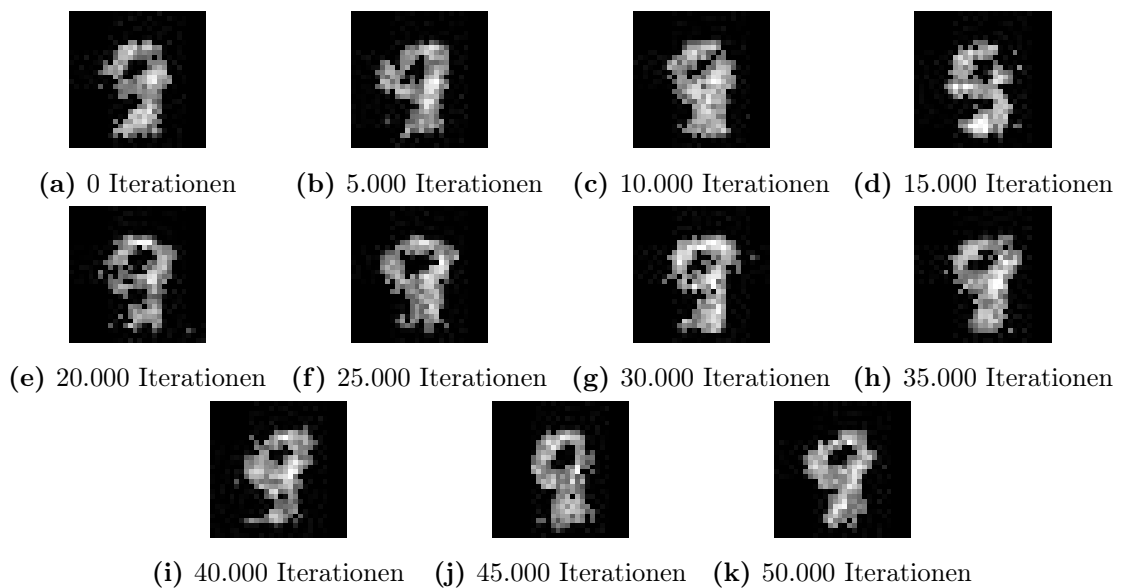 (a) 0 Iterationen (b) 5.000 Iterationen (c) 10.000 Iterationen (d) 15.000 Iterationen
(e) 20.000 Iterationen (f) 25.000 Iterationen (g) 30.000 Iterationen (h) 35.000 Iterationen
(i) 40.000 Iterationen (j) 45.000 Iterationen (k) 50.000 Iterationen